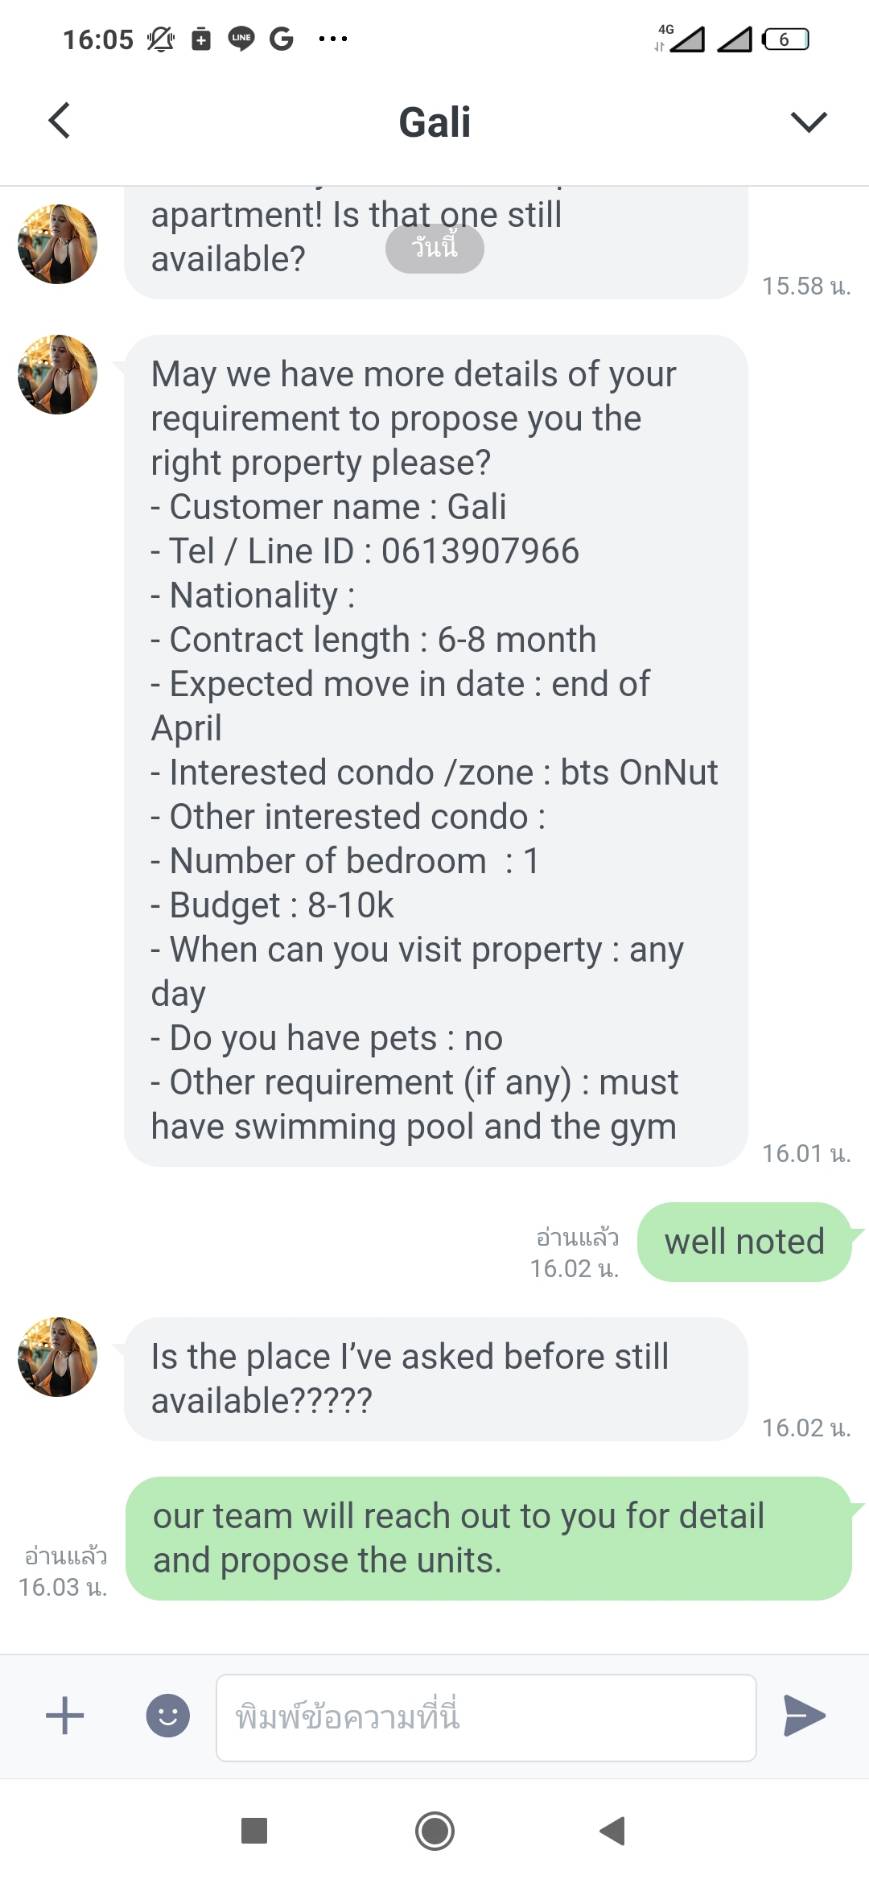 16:05
LINE
G
4G
6
Gali
apartment! Is that one still
available?
วันนี้
15.58 น.
May we have more details of your
requirement to propose you the
right property please?
- Customer name : Gali
- Tel / Line ID : 0613907966
- Nationality :
- Contract length : 6-8 month
- Expected move in date : end of
April
- Interested condo /zone : bts OnNut
- Other interested condo :
- Number of bedroom  : 1
- Budget : 8-10k
- When can you visit property : any
day
- Do you have pets : no
- Other requirement (if any) : must
have swimming pool and the gym
16.01 น.
อ่านแล้ว
16.02 น.
well noted
Is the place I’ve asked before still
available?????
16.02 น.
our team will reach out to you for detail
and propose the units.
อ่านแล้ว
16.03 น.
พิมพ์ข้อความที่นี่